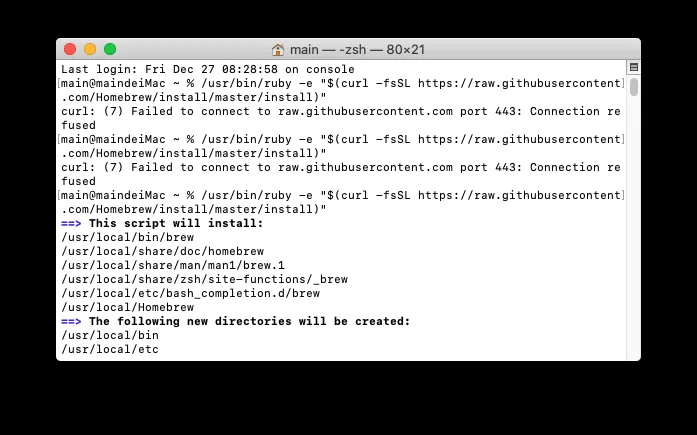 main — -zsh — 80×21
Last login: Fri Dec 27 08:28:58 on console
[main@maindeiMac ~ % /usr/bin/ruby -e "$(curl -fsSL https://raw.githubusercontent]
.com/Homebrew/install/master/install)"
curl: (7) Failed to connect to raw.githubusercontent.com port 443: Connection re
fused
[main@maindeiMac ~ % /usr/bin/ruby -e "$(curl -fsSL https://raw.githubusercontent]
.com/Homebrew/install/master/install)"
curl: (7) Failed to connect to raw.githubusercontent.com port 443: Connection re
fused
[main@maindeiMac ~ % /usr/bin/ruby -e "$(curl -fsSL https://raw.githubusercontent]
.com/Homebrew/install/master/install)"
==> This script will install:
/usr/local/bin/brew
/usr/local/share/doc/homebrew
/usr/local/share/man/man1/brew.1
/usr/local/share/zsh/site-functions/_brew
/usr/local/etc/bash_completion.d/brew
/usr/local/Homebrew
==> The following new directories will be created:
/usr/local/bin
/usr/local/etc